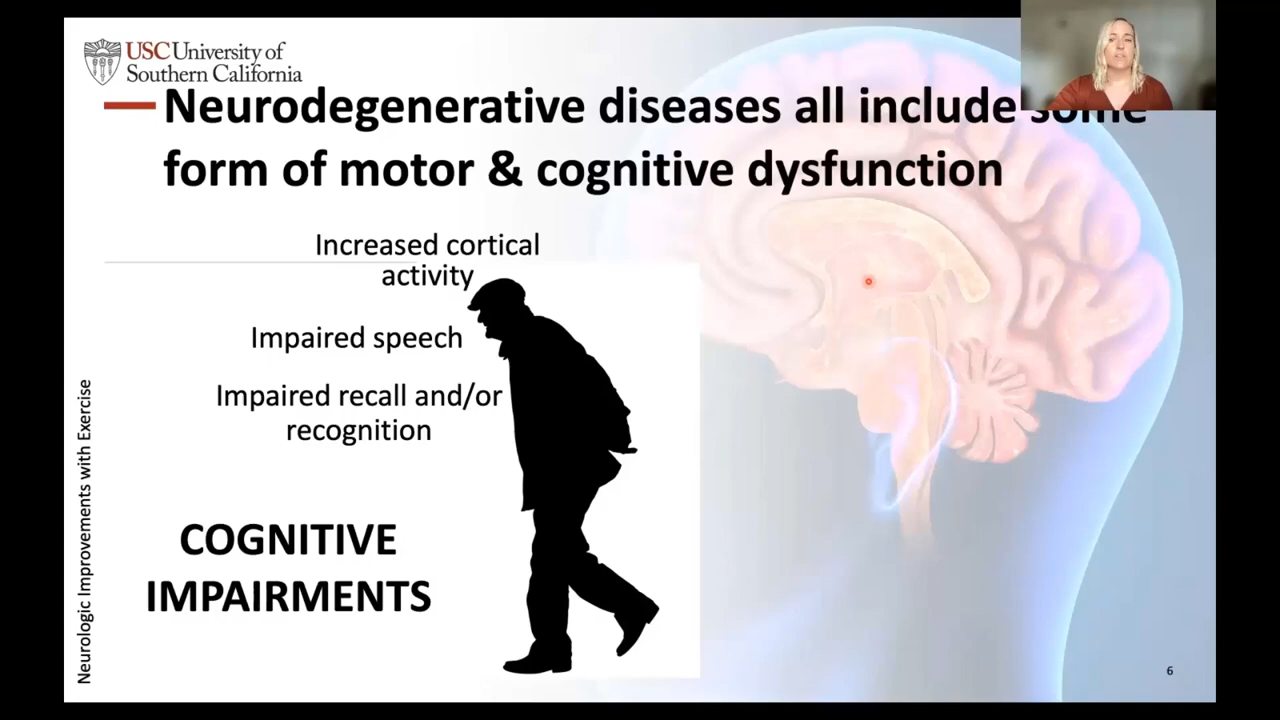 USC University of
Southern California
Neurodegenerative diseases all include some
form of motor & cognitive dysfunction
Increased cortical
activity
Impaired speech
Impaired recall and/or
recognition
COGNITIVE
IMPAIRMENTS
Neurologic Improvements with Exercise
6